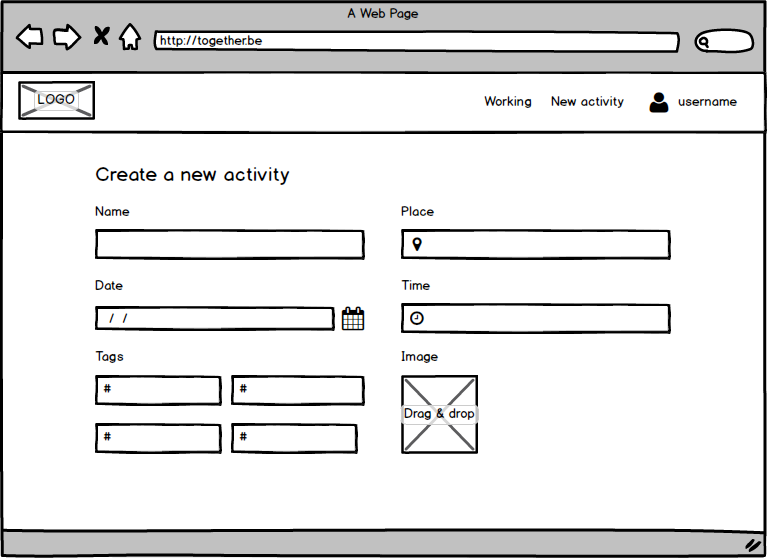 A Web Page
http://together.be
LOGO
Working New activity username
Create a new activity
Name Place
Date Time
/ /
Tags Image
# #
Drag & drop
# #